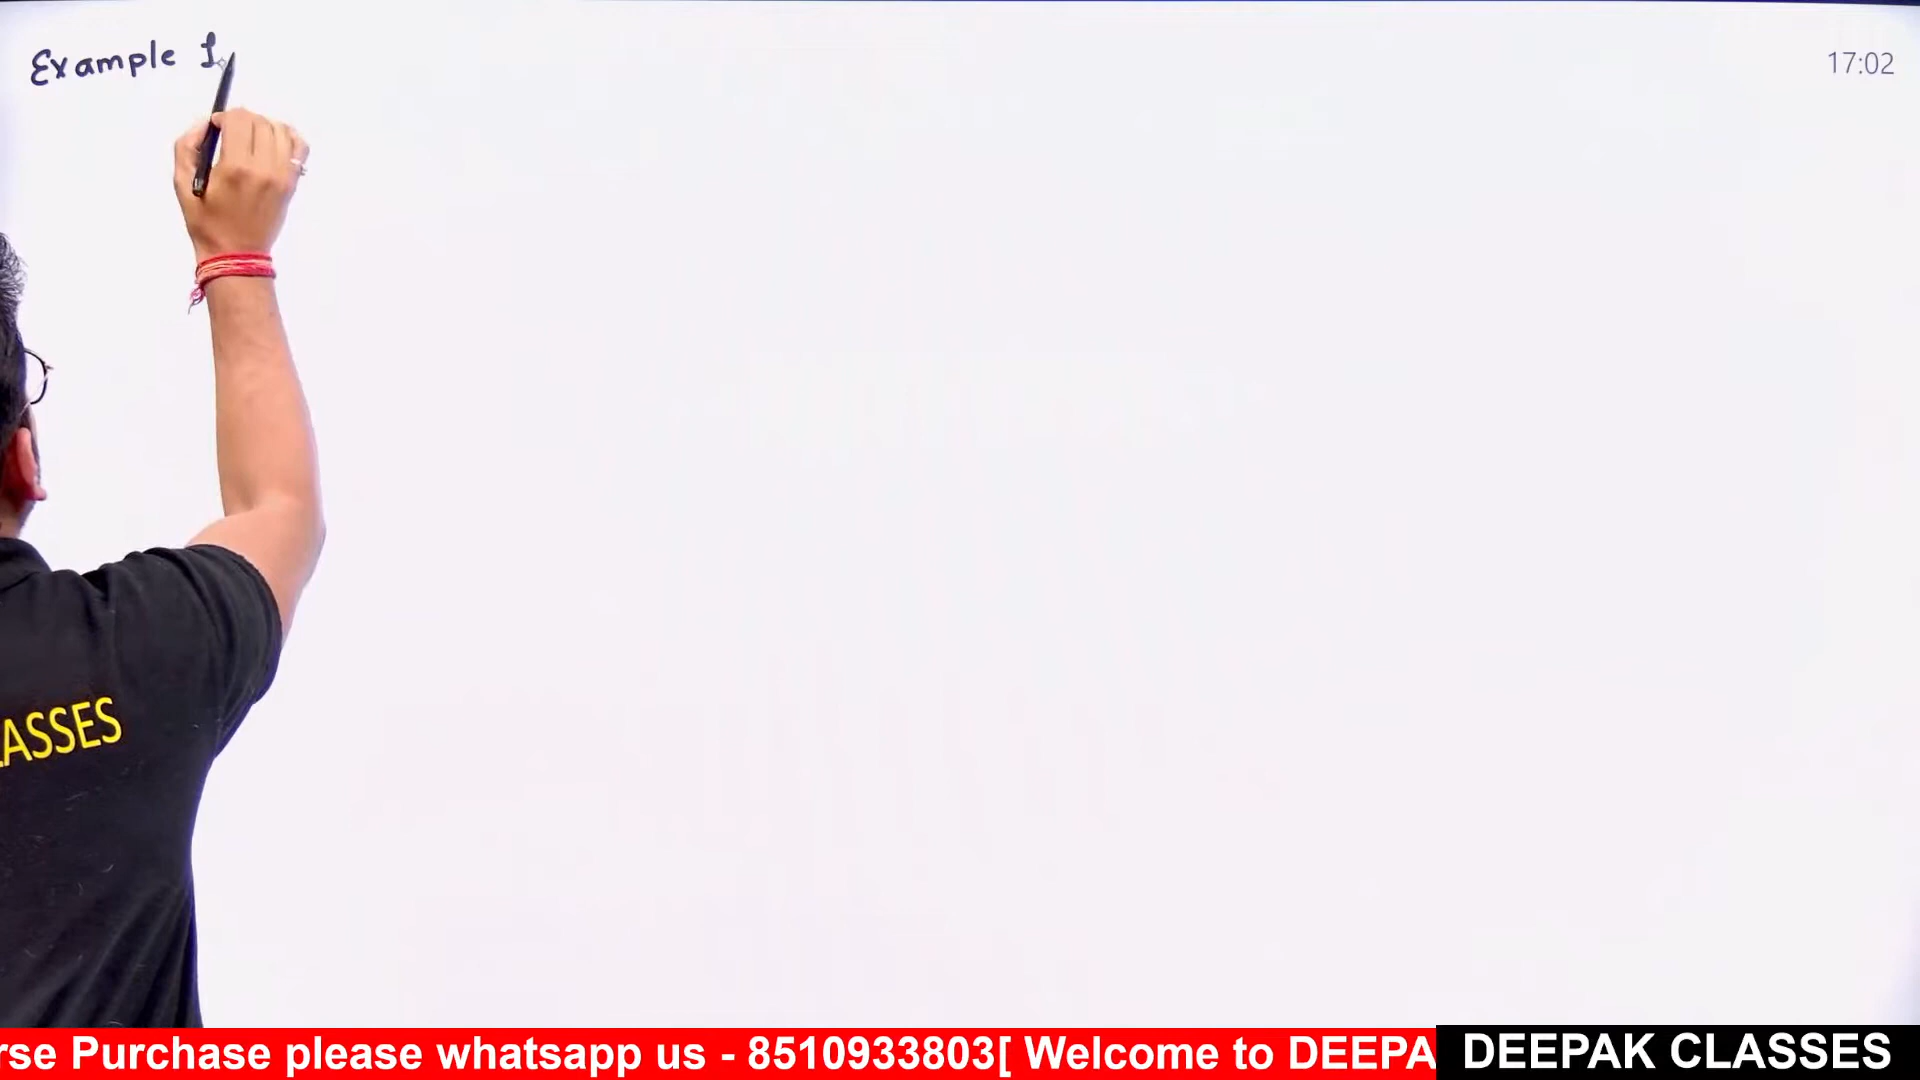 Example 1
17:02
ASSES
rse Purchase please whatsapp us - 8510933803[ Welcome to DEEPA
DEEPAK CLASSES